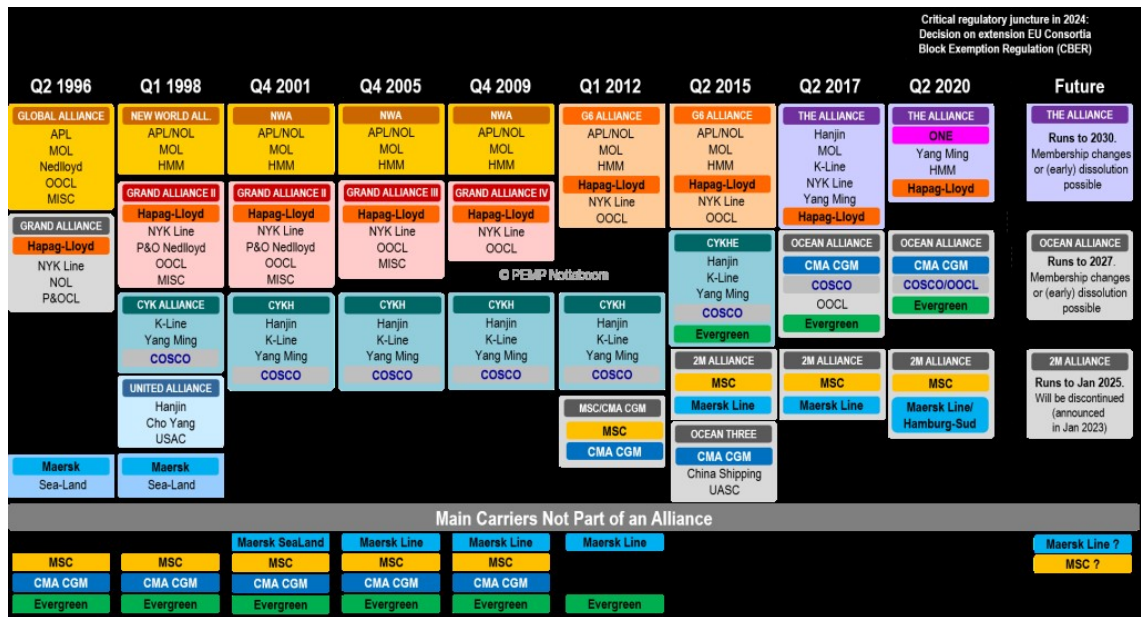 Critical regulatory juncture in 2024:
Decision on extension EU Consortia
Block Exemption Regulation (CBER)
Q2 1996
GLOBAL ALLIANCE
APL
MOL
Nedlloyd
OOCL
MISC
GRAND ALLIANCE
Hapag-Lloyd
NYK Line
NOL
P&OCL
Maersk
Sea-Land
Q1 1998
NEW WORLD ALL.
APL/NOL
MOL
HMM
GRAND ALLIANCE II
Hapag-Lloyd
NYK Line
P&O Nedlloyd
OOCL
MISC
CYK ALLIANCE
K-Line
Yang Ming
COSCO
UNITED ALLIANCE
Hanjin
Cho Yang
USAC
Maersk
Sea-Land
Q4 2001
NWA
APL/NOL
MOL
HMM
GRAND ALLIANCE II
Hapag-Lloyd
NYK Line
P&O Nedlloyd
OOCL
MISC
CYKH
Hanjin
K-Line
Yang Ming
COSCO
Q4 2005
NWA
APL/NOL
MOL
HMM
GRAND ALLIANCE III
Hapag-Lloyd
NYK Line
OOCL
MISC
CYKH
Hanjin
K-Line
Yang Ming
COSCO
Q4 2009
NWA
APL/NOL
MOL
HMM
GRAND ALLIANCE IV
Hapag-Lloyd
NYK Line
OOCL
© PEMP Notteboom
CYKH
Hanjin
K-Line
Yang Ming
COSCO
Q1 2012
G6 ALLIANCE
APL/NOL
MOL
HMM
Hapag-Lloyd
NYK Line
OOCL
CYKH
Hanjin
K-Line
Yang Ming
COSCO
MSC/CMA CGM
MSC
CMA CGM
Q2 2015
G6 ALLIANCE
APL/NOL
MOL
HMM
Hapag-Lloyd
NYK Line
OOCL
CYKHE
Hanjin
K-Line
Yang Ming
COSCO
Evergreen
2M ALLIANCE
MSC
Maersk Line
OCEAN THREE
CMA CGM
China Shipping
UASC
Q2 2017
THE ALLIANCE
Hanjin
MOL
K-Line
NYK Line
Yang Ming
Hapag-Lloyd
OCEAN ALLIANCE
CMA CGM
COSCO
OOCL
Evergreen
2M ALLIANCE
MSC
Maersk Line
Q2 2020
THE ALLIANCE
ONE
Yang Ming
HMM
Hapag-Lloyd
OCEAN ALLIANCE
CMA CGM
COSCO/OOCL
Evergreen
2M ALLIANCE
MSC
Maersk Line/
Hamburg-Sud
Future
THE ALLIANCE
Runs to 2030.
Membership changes
or (early) dissolution
possible
OCEAN ALLIANCE
Runs to 2027.
Membership changes
or (early) dissolution
possible
2M ALLIANCE
Runs to Jan 2025.
Will be discontinued
(announced
in Jan 2023)
Main Carriers Not Part of an Alliance
MSC
CMA CGM
Evergreen
MSC
CMA CGM
Evergreen
Maersk SeaLand
MSC
CMA CGM
Evergreen
Maersk Line
MSC
CMA CGM
Evergreen
Maersk Line
MSC
CMA CGM
Evergreen
Maersk Line
Evergreen
Maersk Line ?
MSC ?